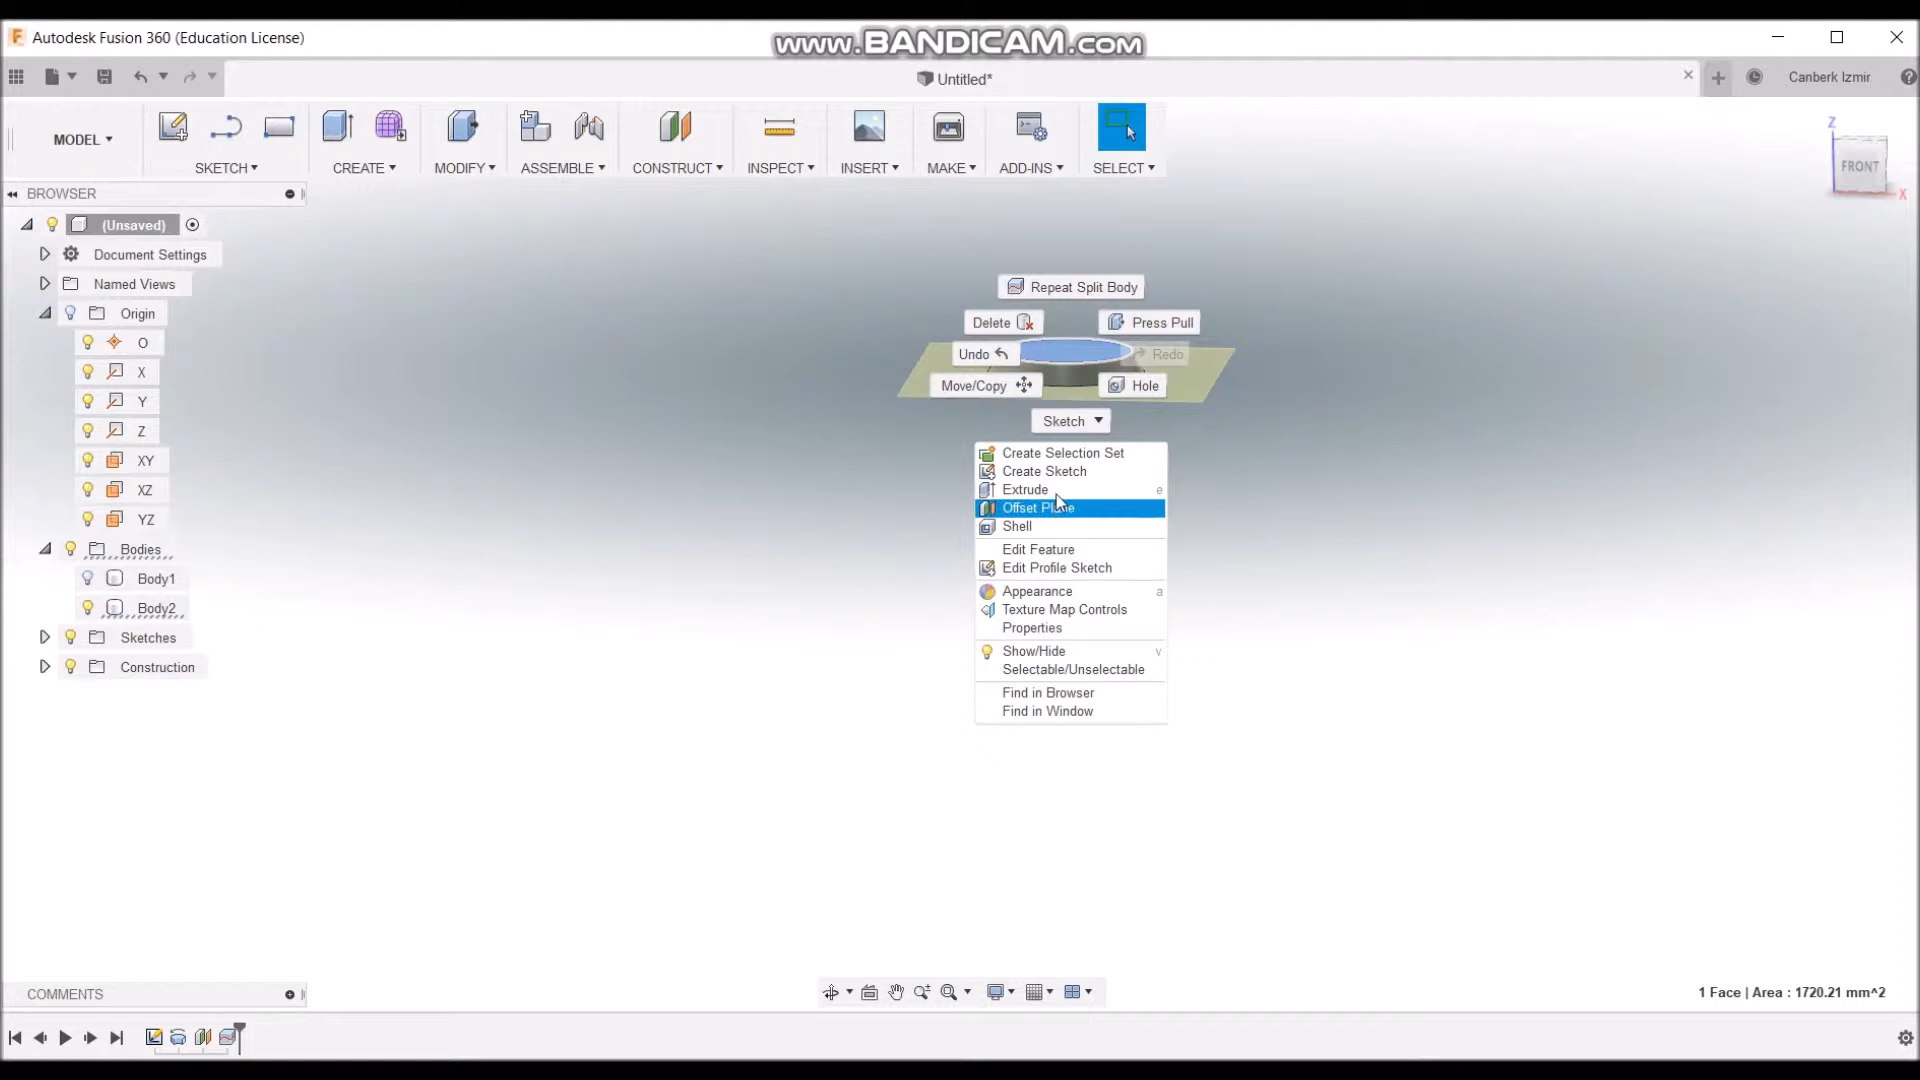 Autodesk Fusion 360 (Education License)
www.BANDICAM.com
Untitled*
Canberk Izmir
MODEL
SKETCH
CREATE
MODIFY
ASSEMBLE
CONSTRUCT
INSPECT
INSERT
MAKE
ADD-INS
SELECT
Z
FRONT
X
BROWSER
(Unsaved)
Document Settings
Named Views
Origin
O
X
Y
Z
XY
XZ
YZ
Bodies
Body1
Body2
Sketches
Construction
Repeat Split Body
Delete
Press Pull
Undo
Redo
Move/Copy
Hole
Sketch
Create Selection Set
Create Sketch
Extrude e
Offset Plane
Shell
Edit Feature
Edit Profile Sketch
Appearance a
Texture Map Controls
Properties
Show/Hide v
Selectable/Unselectable
Find in Browser
Find in Window
COMMENTS
1 Face | Area : 1720.21 mm^2